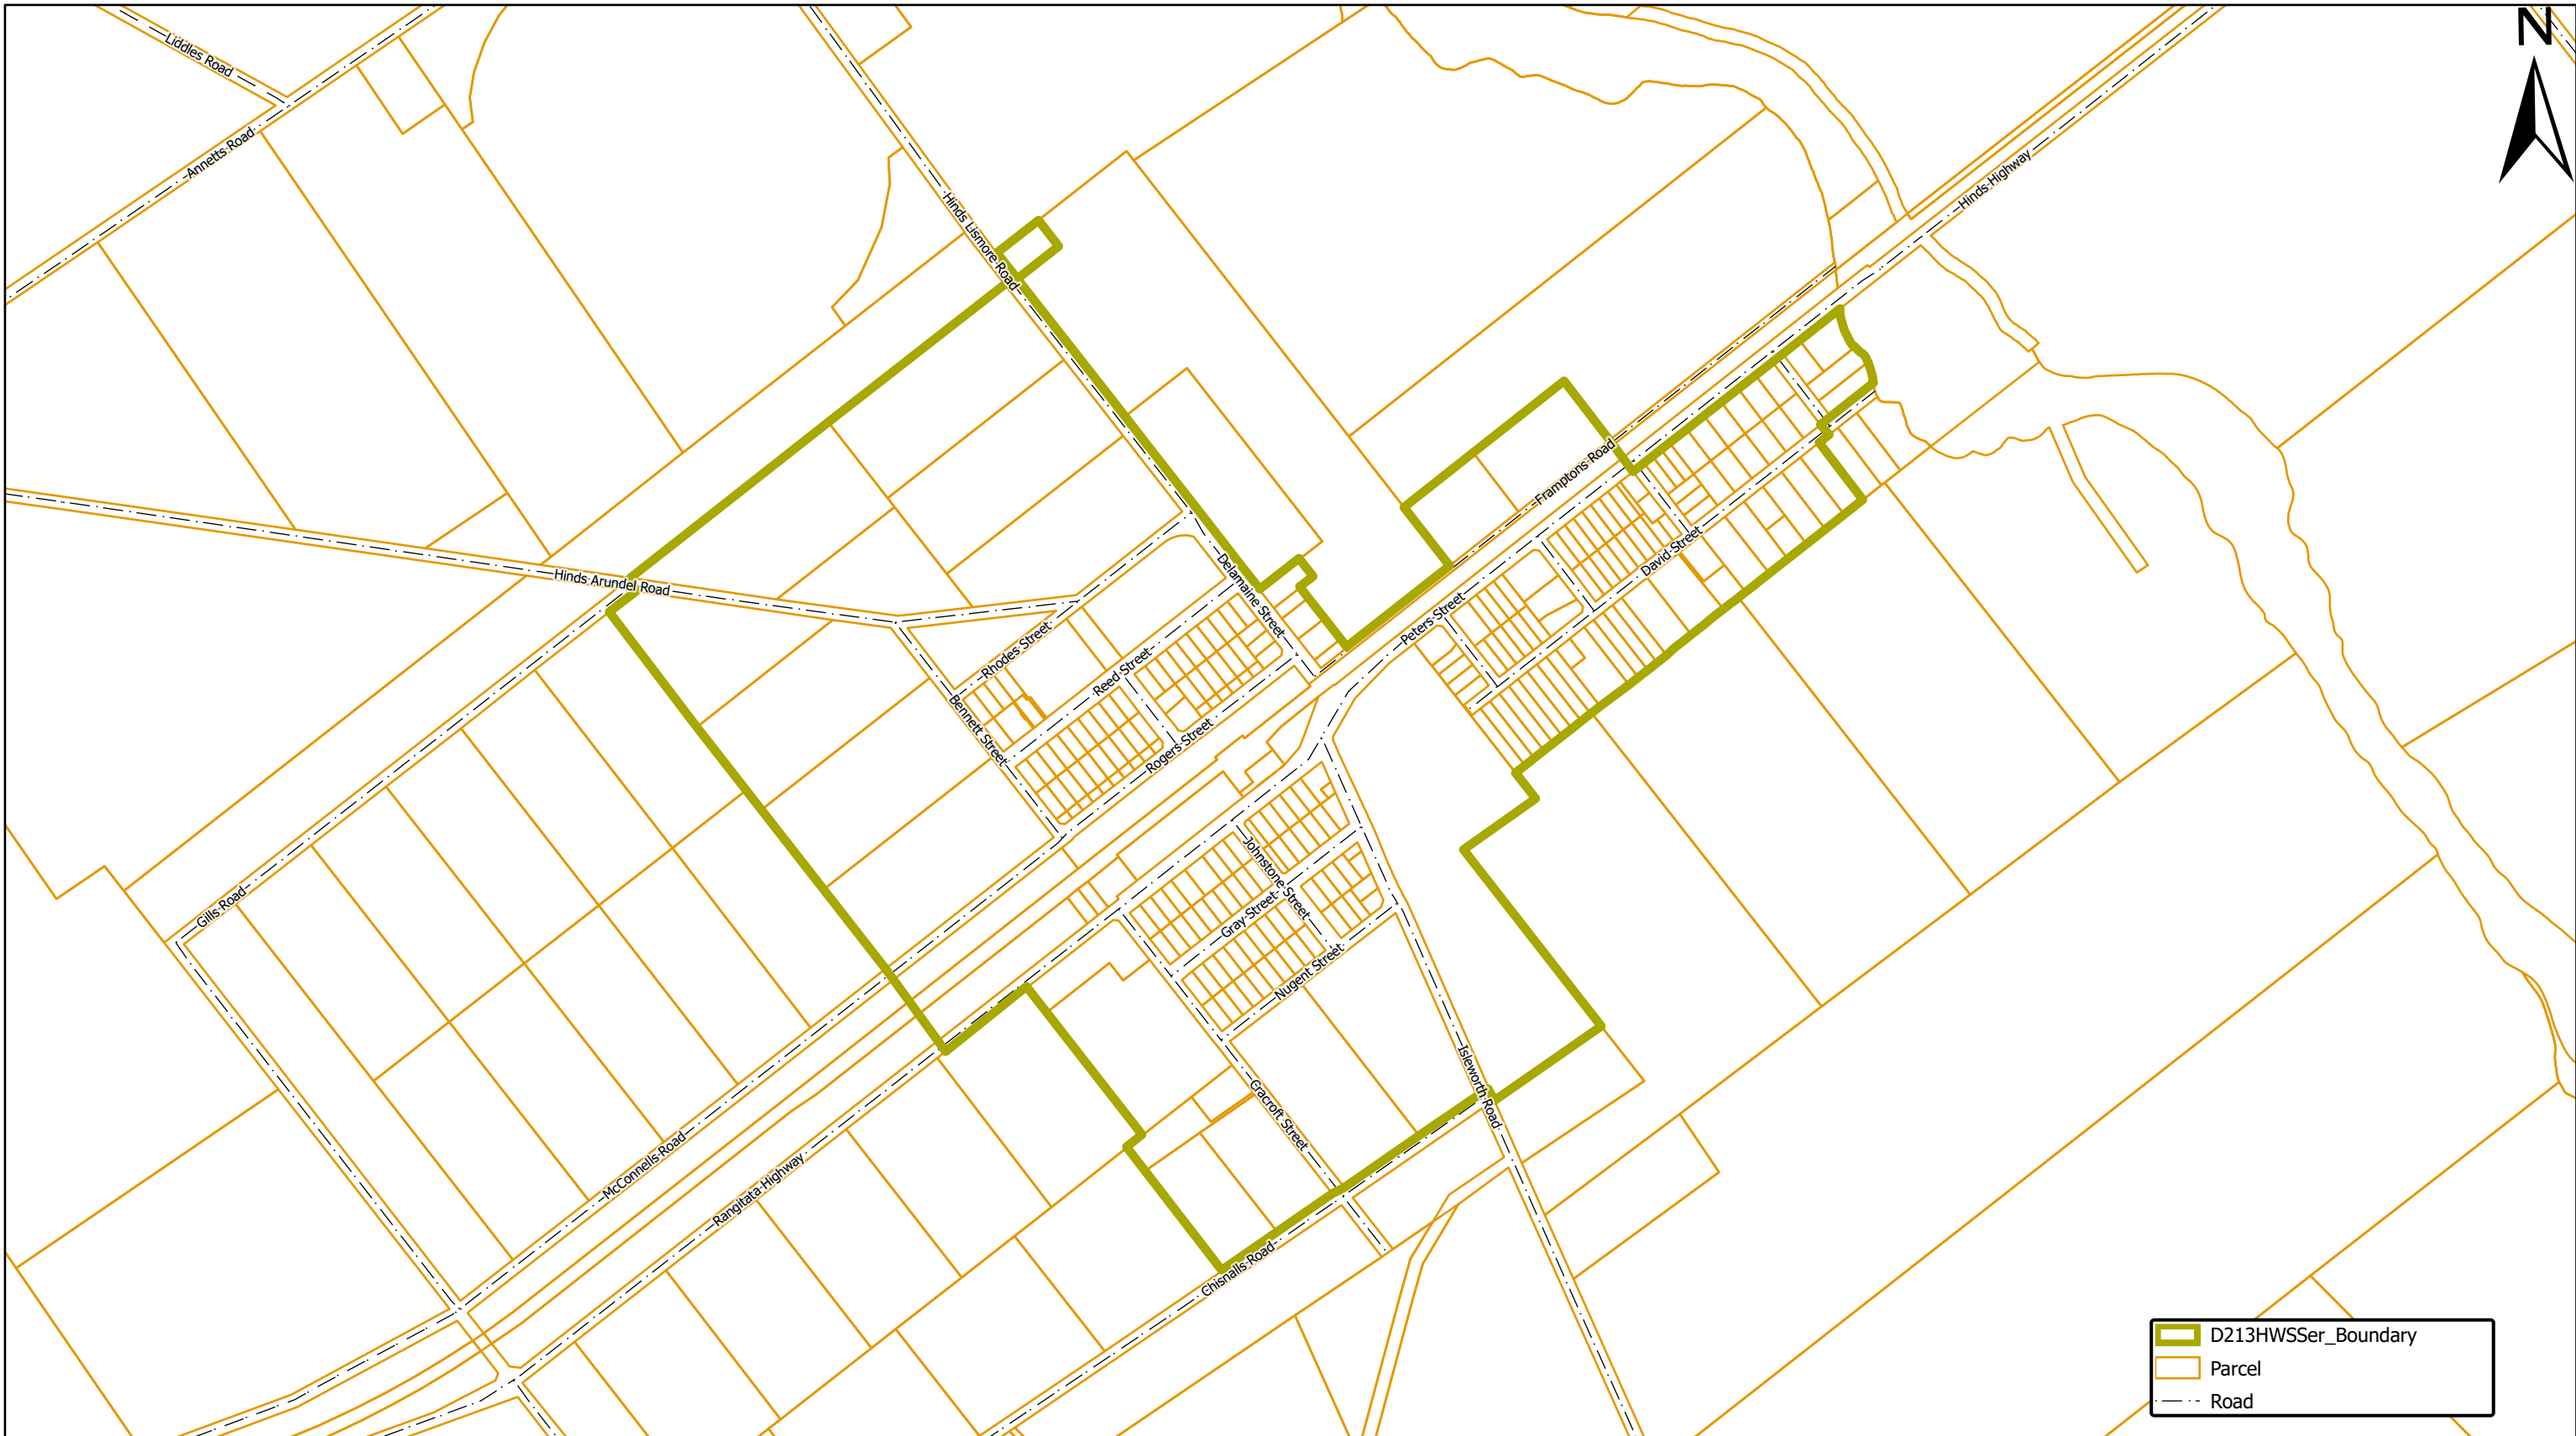 N
Liddles Road
Annetts Road
Hinds Highway
Hinds Lismore Road
Framptons Road
David Street
Hinds Arundel Road
Delamaine Street
Peters Street
Rhodes Street
Reed Street
Bennett Street
Rogers Street
Johnstone Street
Gray Street
Gills Road
Nugent Street
Isleworth Road
Cracroft Street
McConnells Road
Rangitata Highway
Chisnalls Road
D213HWSSer_Boundary
Parcel
Road